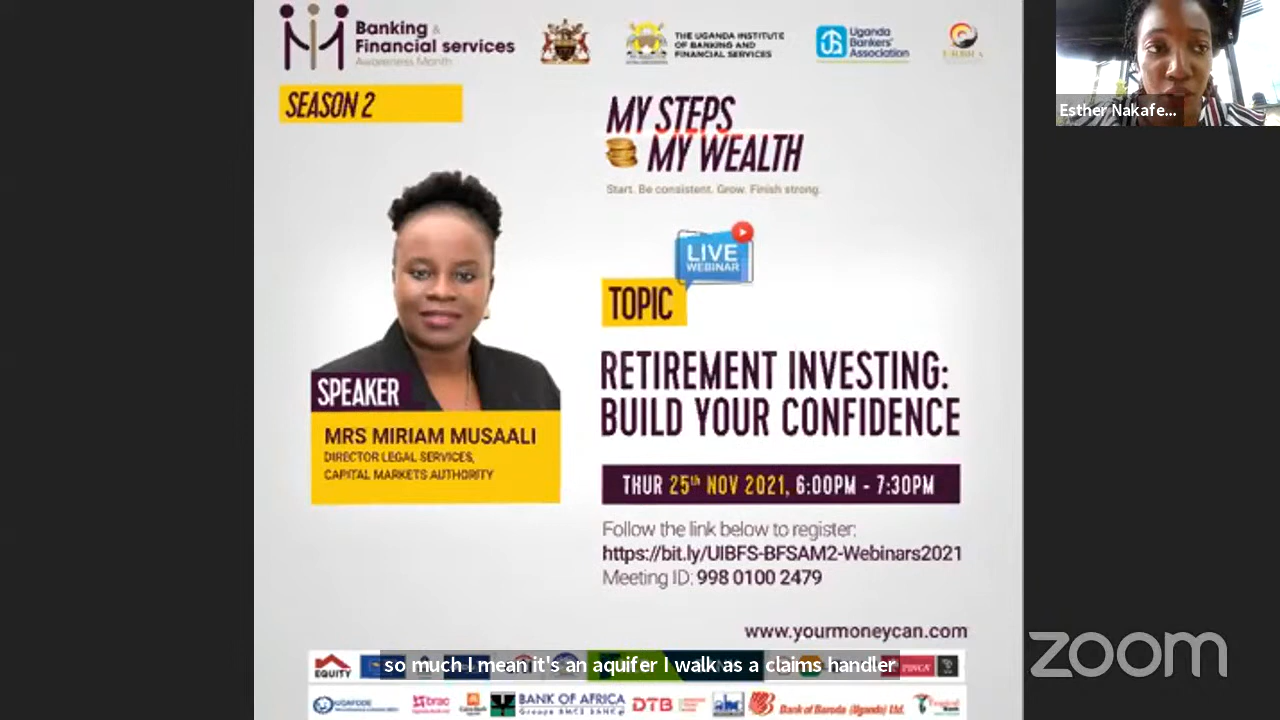 Banking &
Financial services
Awareness Month
THE UGANDA INSTITUTE
OF BANKING AND
FINANCIAL SERVICES
Uganda
Bankers'
Association
Esther Nakafe...
SEASON 2
MY STEPS
MY WEALTH
Start. Be consistent. Grow. Finish strong.
LIVE
WEBINAR
TOPIC
RETIREMENT INVESTING:
BUILD YOUR CONFIDENCE
SPEAKER
MRS MIRIAM MUSAALI
DIRECTOR LEGAL SERVICES,
CAPITAL MARKETS AUTHORITY
THUR 25th NOV 2021, 6:00PM - 7:30PM
Follow the link below to register:
https://bit.ly/UIBFS-BFSAM2-Webinars2021
Meeting ID: 998 0100 2479
www.yourmoneycan.com
zoom
EQUITY
so much I mean it's an aquifer I walk as a claims handler
UGAFODE
brac
BANK OF AFRICA
DTB
abc
Bank of Baroda (Uganda) Ltd.